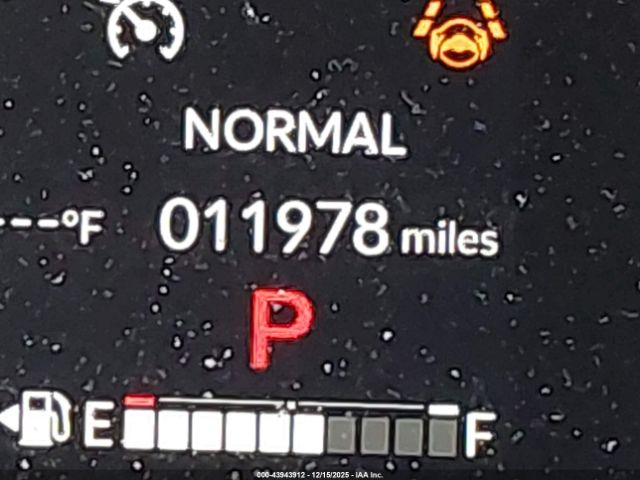 NORMAL
---°F 011978 miles
P
E F
000-43943912 - 12/15/2025 - IAA Inc.